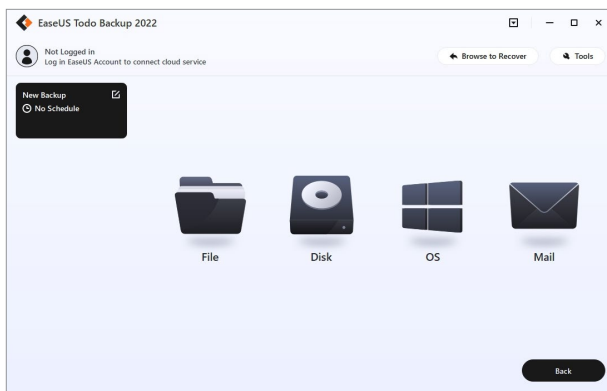 EaseUS Todo Backup 2022
Not Logged in
Log in EaseUS Account to connect cloud service
Browse to Recover
Tools
New Backup
No Schedule
File
Disk
OS
Mail
Back